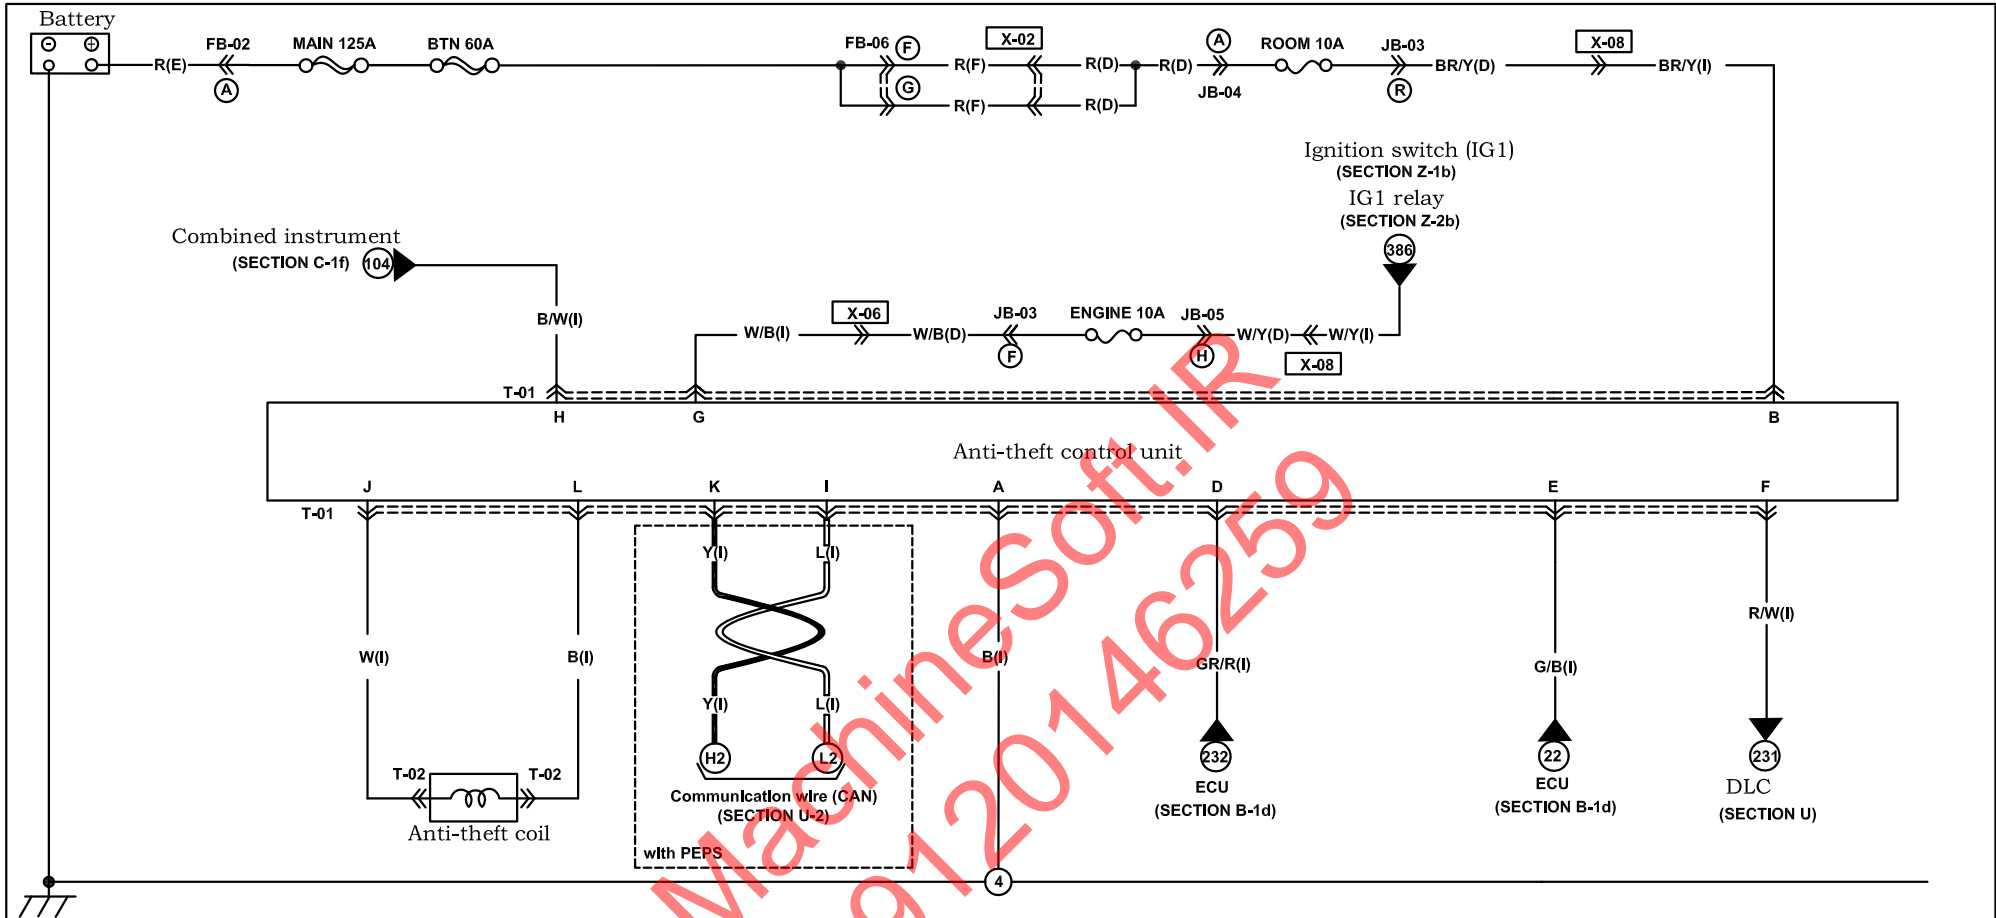 Battery
FB-02 MAIN 125A BTN 60A FB-06 F X-02 A ROOM 10A JB-03 X-08
R(E) R(F) R(D) R(D) BR/Y(D) BR/Y(I)
A G R(F) R(D) JB-04 R
Ignition switch (IG1)
(SECTION Z-1b)
IG1 relay
(SECTION Z-2b)
386
Combined instrument
(SECTION C-1f) 104
B/W(I) X-06 JB-03 ENGINE 10A JB-05
W/B(I) W/B(D) W/Y(D) W/Y(I)
F H X-08
T-01
H G B
Anti-theft control unit
J L K I A D E F
T-01
Y(I) L(I)
R/W(I)
W(I) B(I) B(I) GR/R(I) G/B(I)
Y(I) L(I)
H2 L2 232 22 231
T-02 T-02 ECU ECU DLC
Communication wire (CAN) (SECTION B-1d) (SECTION B-1d) (SECTION U)
(SECTION U-2)
Anti-theft coil
with PEPS
4
MachineSoft.IR
9120146259